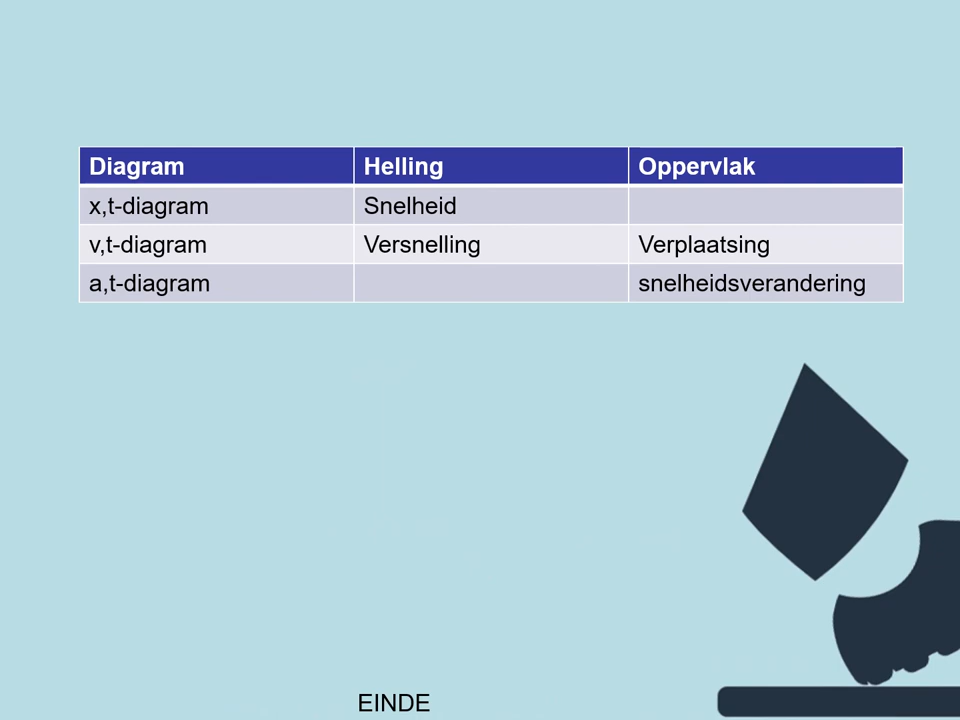 Diagram Helling Oppervlak
x,t-diagram Snelheid
v,t-diagram Versnelling Verplaatsing
a,t-diagram snelheidsverandering
EINDE